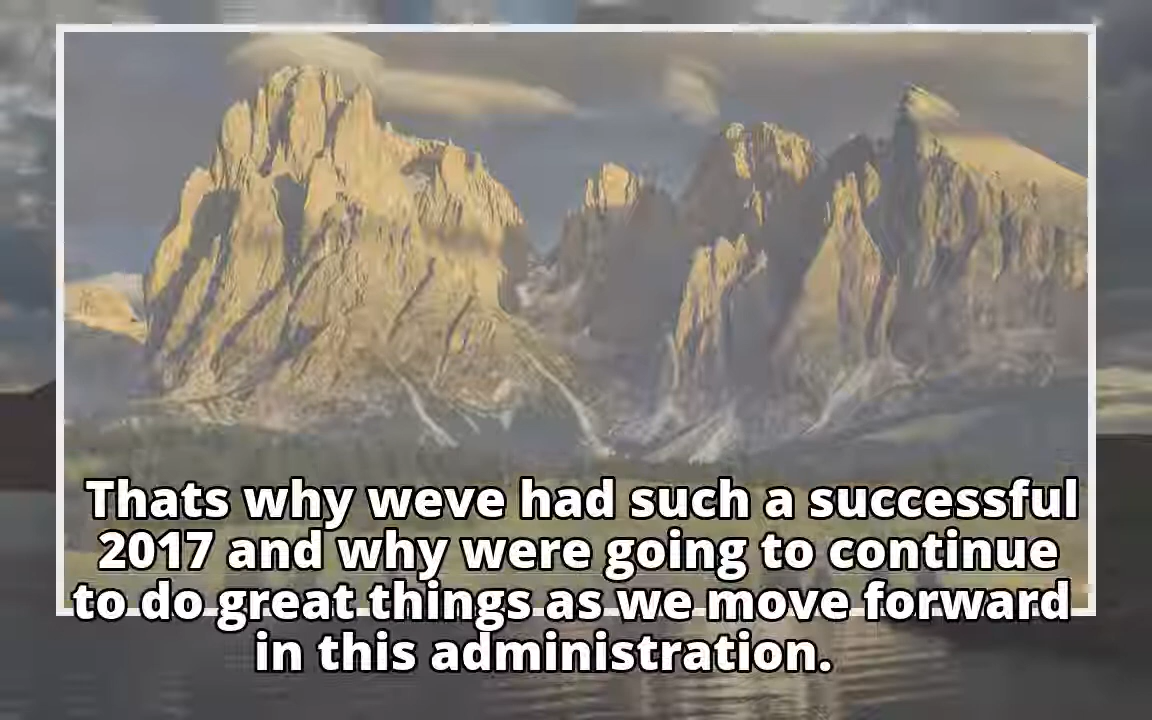 Thats why weve had such a successful
2017 and why were going to continue
to do great things as we move forward
in this administration.